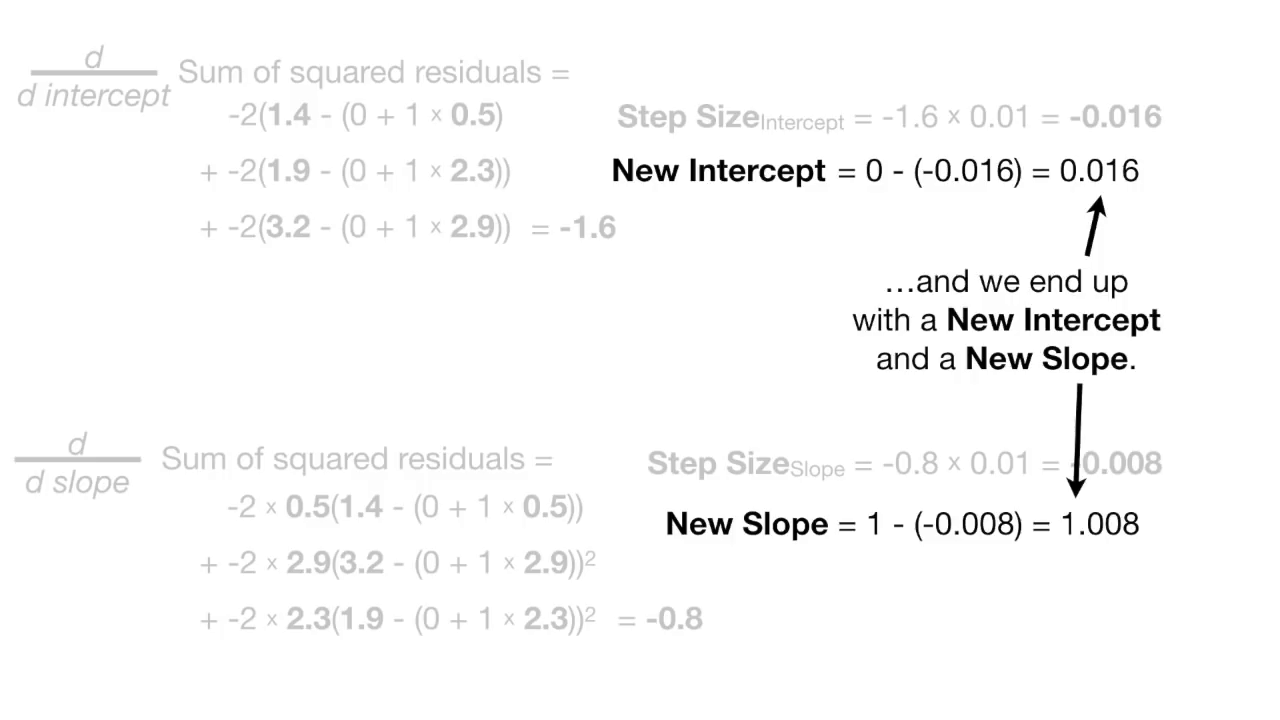 d
d intercept
Sum of squared residuals =
-2(1.4 - (0 + 1 × 0.5)
+ -2(1.9 - (0 + 1 × 2.3))
+ -2(3.2 - (0 + 1 × 2.9)) = -1.6
Step SizeIntercept = -1.6 × 0.01 = -0.016
New Intercept = 0 - (-0.016) = 0.016
…and we end up
with a New Intercept
and a New Slope.
d
d slope
Sum of squared residuals =
-2 × 0.5(1.4 - (0 + 1 × 0.5))
+ -2 × 2.9(3.2 - (0 + 1 × 2.9))²
+ -2 × 2.3(1.9 - (0 + 1 × 2.3))² = -0.8
Step SizeSlope = -0.8 × 0.01 = -0.008
New Slope = 1 - (-0.008) = 1.008